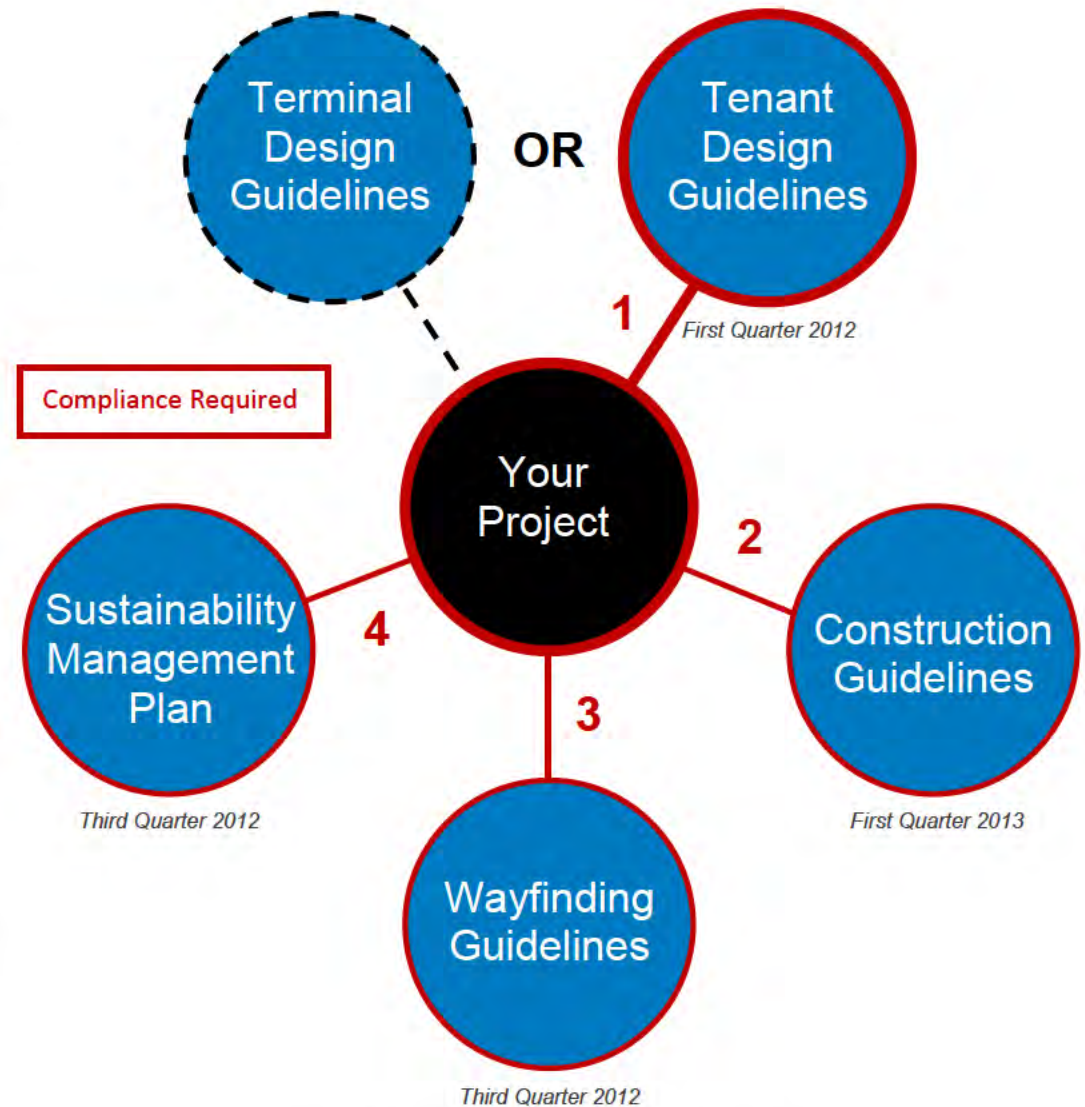 Terminal
Design
Guidelines
OR
Tenant
Design
Guidelines
1
First Quarter 2012
Compliance Required
Your
Project
2
Sustainability
Management
Plan
4
Construction
Guidelines
3
Third Quarter 2012
First Quarter 2013
Wayfinding
Guidelines
Third Quarter 2012